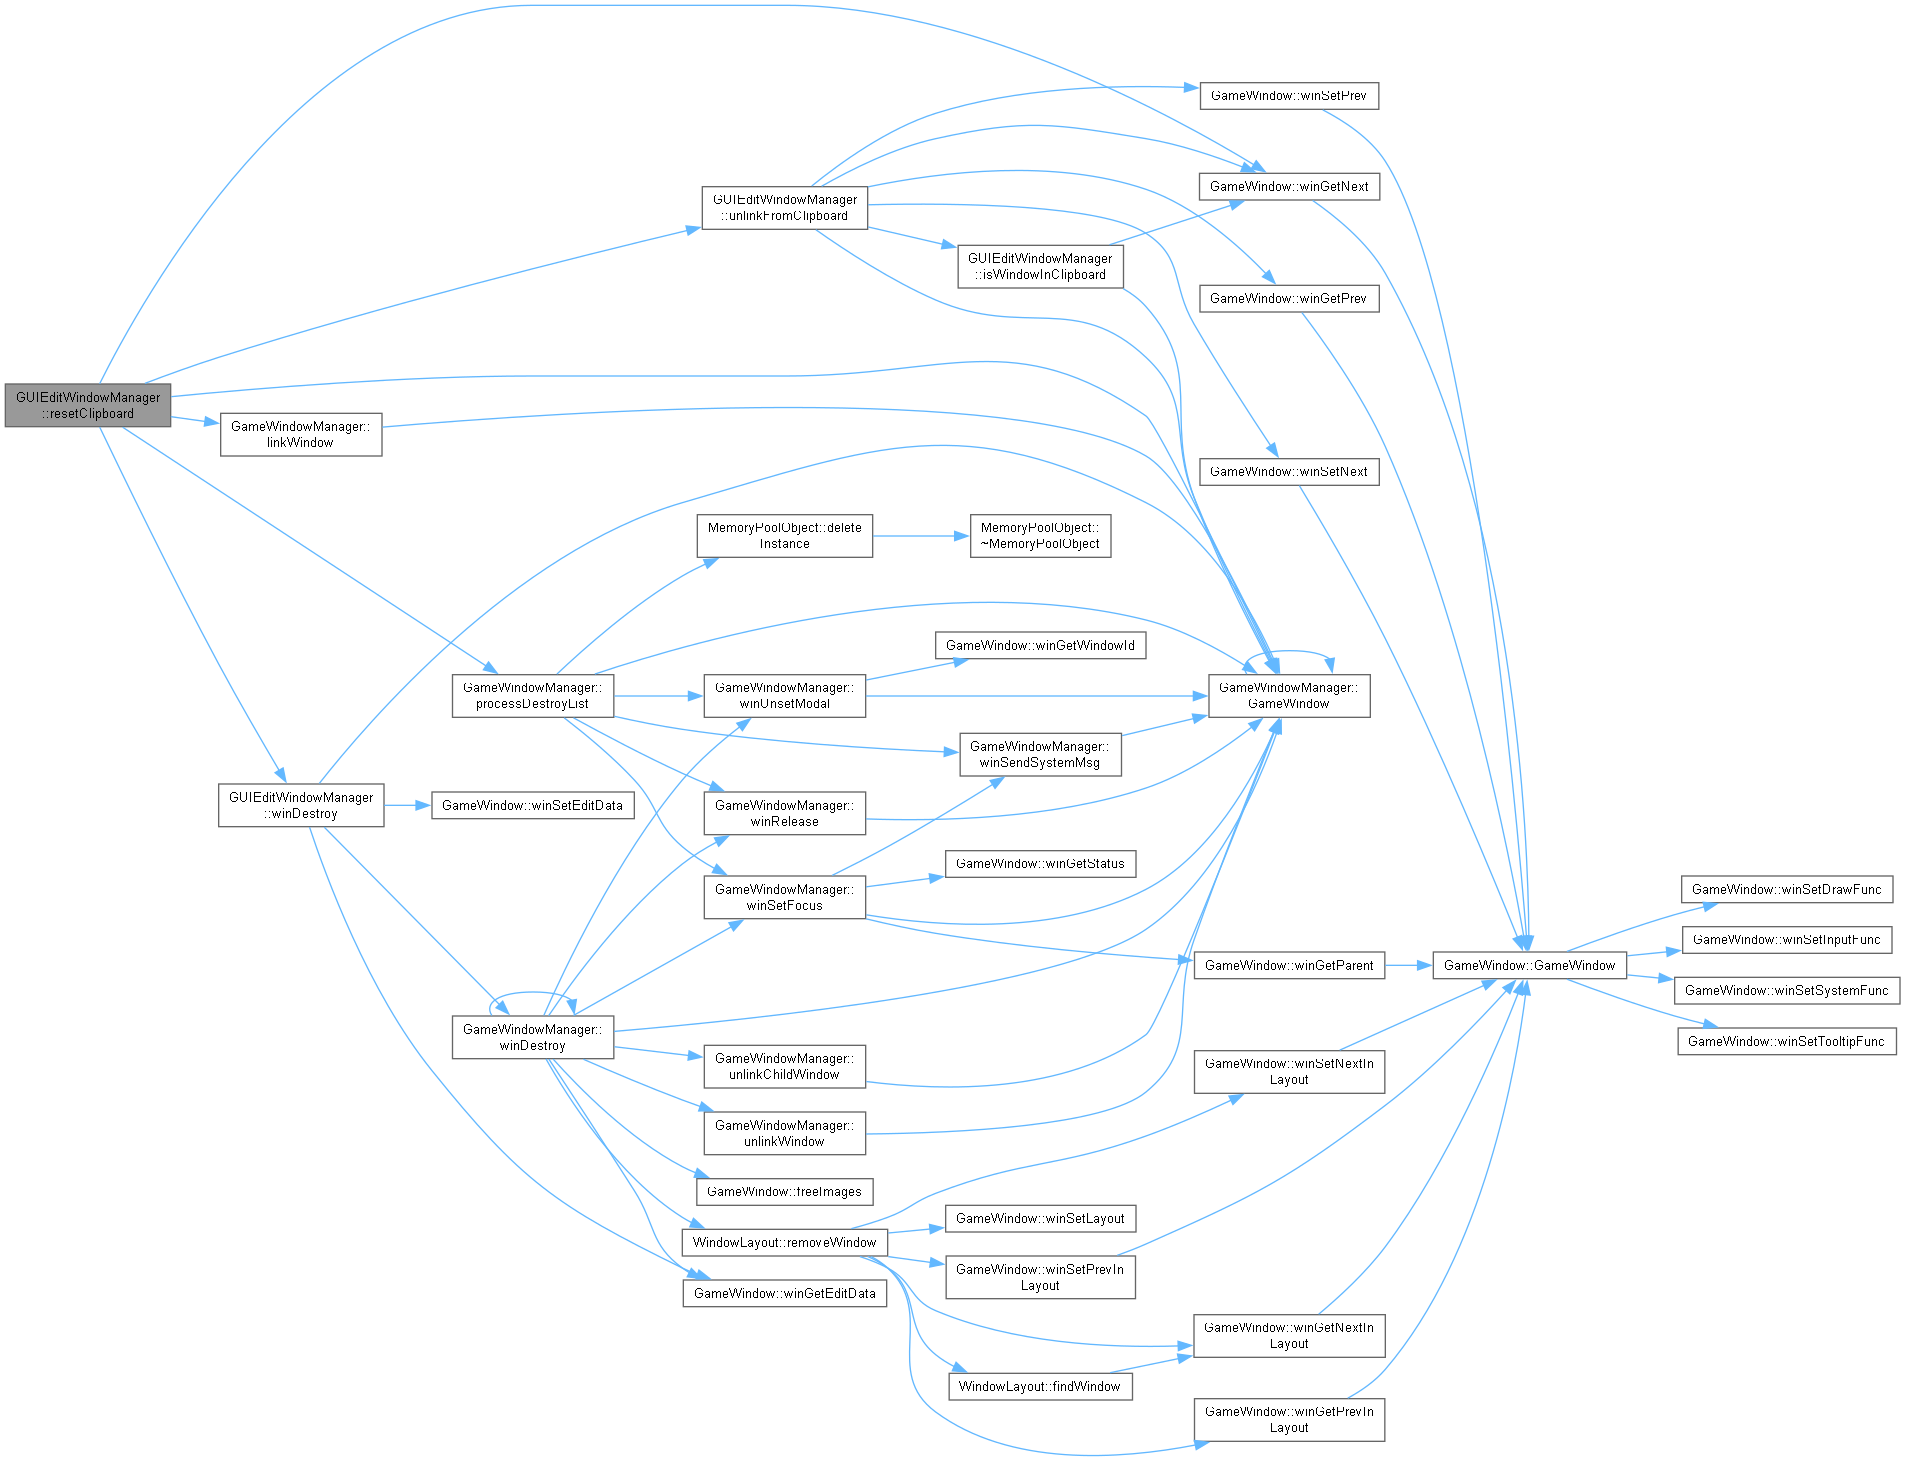 GUIEditWindowManager
::resetClipboard
GameWindowManager::
linkWindow
GUIEditWindowManager
::winDestroy
GameWindowManager::
processDestroyList
GameWindow::winSetEditData
GameWindowManager::
winDestroy
GUIEditWindowManager
::unlinkFromClipboard
MemoryPoolObject::delete
Instance
GameWindowManager::
winUnsetModal
GameWindowManager::
winRelease
GameWindowManager::
winSetFocus
GameWindowManager::
unlinkChildWindow
GameWindowManager::
unlinkWindow
GameWindow::freeImages
WindowLayout::removeWindow
GameWindow::winGetEditData
GUIEditWindowManager
::isWindowInClipboard
MemoryPoolObject::
~MemoryPoolObject
GameWindow::winGetWindowId
GameWindowManager::
winSendSystemMsg
GameWindow::winGetStatus
GameWindow::winSetLayout
GameWindow::winSetPrevIn
Layout
WindowLayout::findWindow
GameWindow::winSetPrev
GameWindow::winGetNext
GameWindow::winGetPrev
GameWindow::winSetNext
GameWindowManager::
GameWindow
GameWindow::winGetParent
GameWindow::winSetNextIn
Layout
GameWindow::winGetNextIn
Layout
GameWindow::winGetPrevIn
Layout
GameWindow::GameWindow
GameWindow::winSetDrawFunc
GameWindow::winSetInputFunc
GameWindow::winSetSystemFunc
GameWindow::winSetTooltipFunc